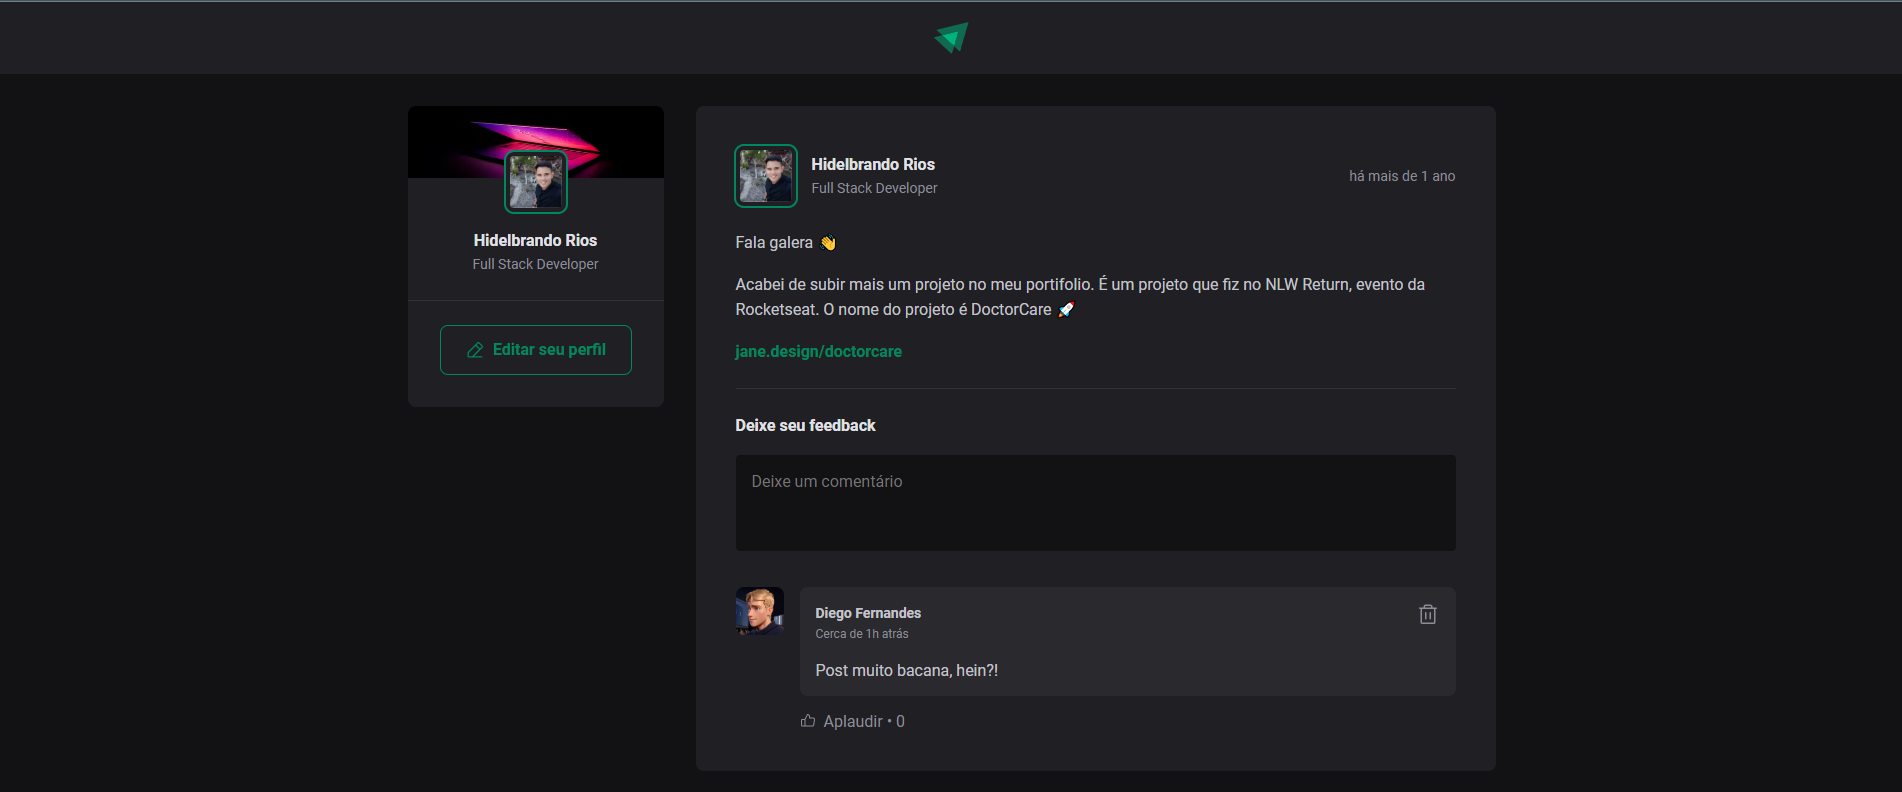 Hidelbrando Rios
Full Stack Developer
Editar seu perfil
Hidelbrando Rios
Full Stack Developer
há mais de 1 ano
Fala galera 👋
Acabei de subir mais um projeto no meu portifolio. É um projeto que fiz no NLW Return, evento da
Rocketseat. O nome do projeto é DoctorCare 🚀
jane.design/doctorcare
Deixe seu feedback
Deixe um comentário
Diego Fernandes
Cerca de 1h atrás
Post muito bacana, hein?!
Aplaudir • 0